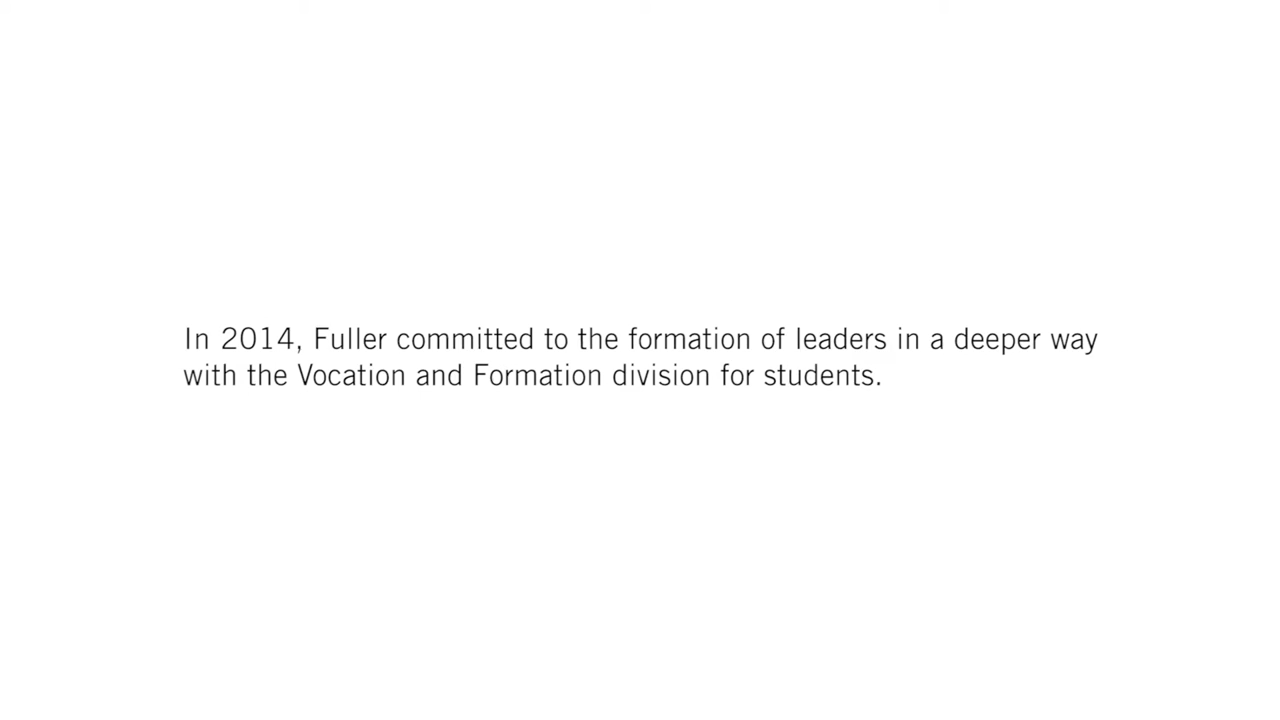 In 2014, Fuller committed to the formation of leaders in a deeper way
with the Vocation and Formation division for students.